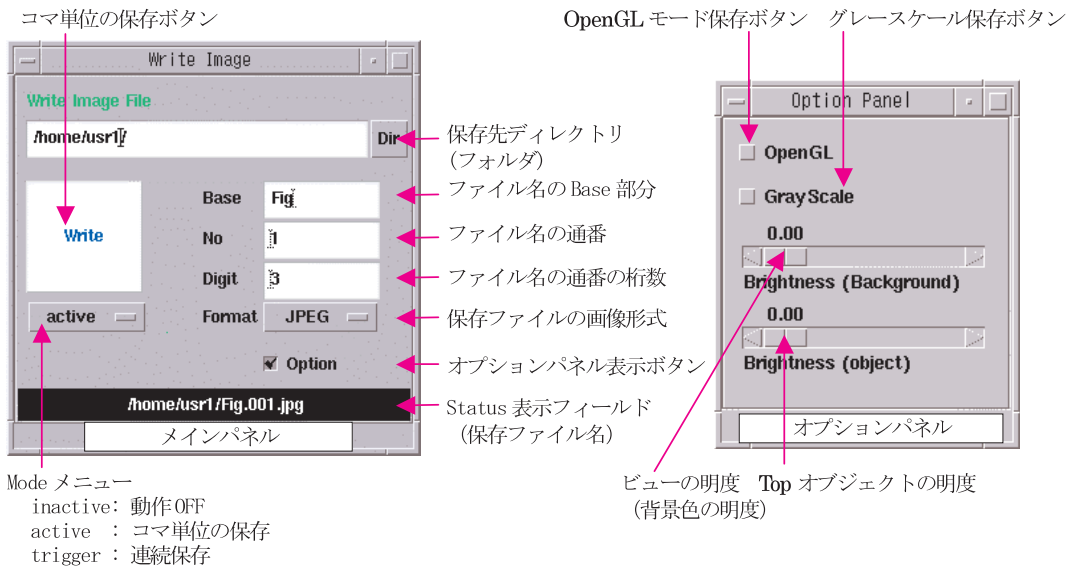 コマ単位の保存ボタン
OpenGL モード保存ボタン
グレースケール保存ボタン
Write Image
Write Image File
/home/usr1/
Dir
保存先ディレクトリ
(フォルダ)
Write
Base
Fig
ファイル名の Base 部分
No
1
ファイル名の通番
Digit
3
ファイル名の通番の桁数
active
Format
JPEG
保存ファイルの画像形式
Option
オプションパネル表示ボタン
/home/usr1/Fig.001.jpg
Status 表示フィールド
(保存ファイル名)
メインパネル
Mode メニュー
inactive: 動作 OFF
active : コマ単位の保存
trigger : 連続保存
Option Panel
OpenGL
GrayScale
0.00
Brightness (Background)
0.00
Brightness (object)
オプションパネル
ビューの明度
(背景色の明度)
Top オブジェクトの明度